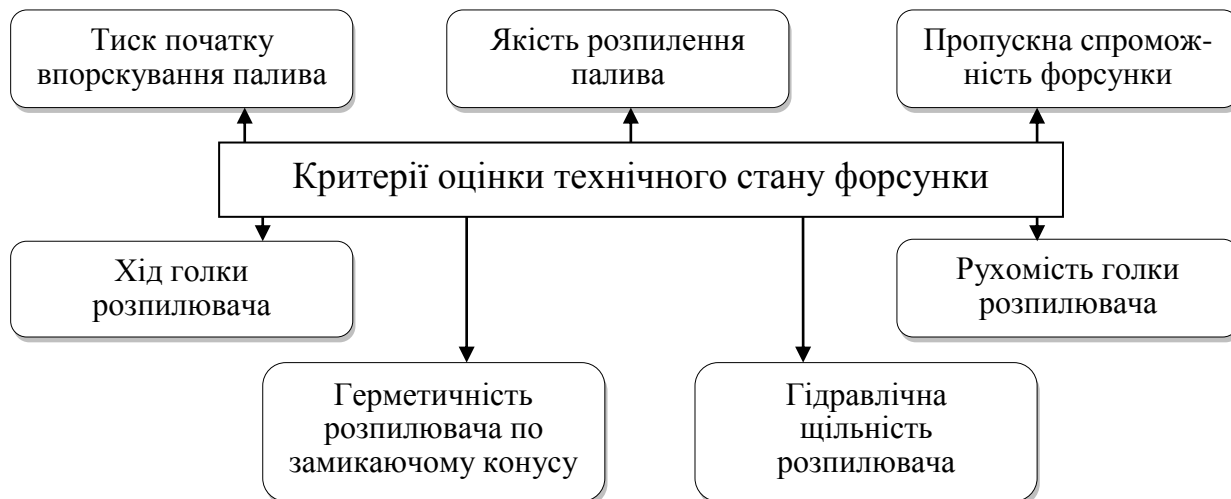 Тиск початку
впорскування палива
Якість розпилення
палива
Пропускна спромож-
ність форсунки
Критерії оцінки технічного стану форсунки
Хід голки
розпилювача
Рухомість голки
розпилювача
Герметичність
розпилювача по
замикаючому конусу
Гідравлічна
щільність
розпилювача